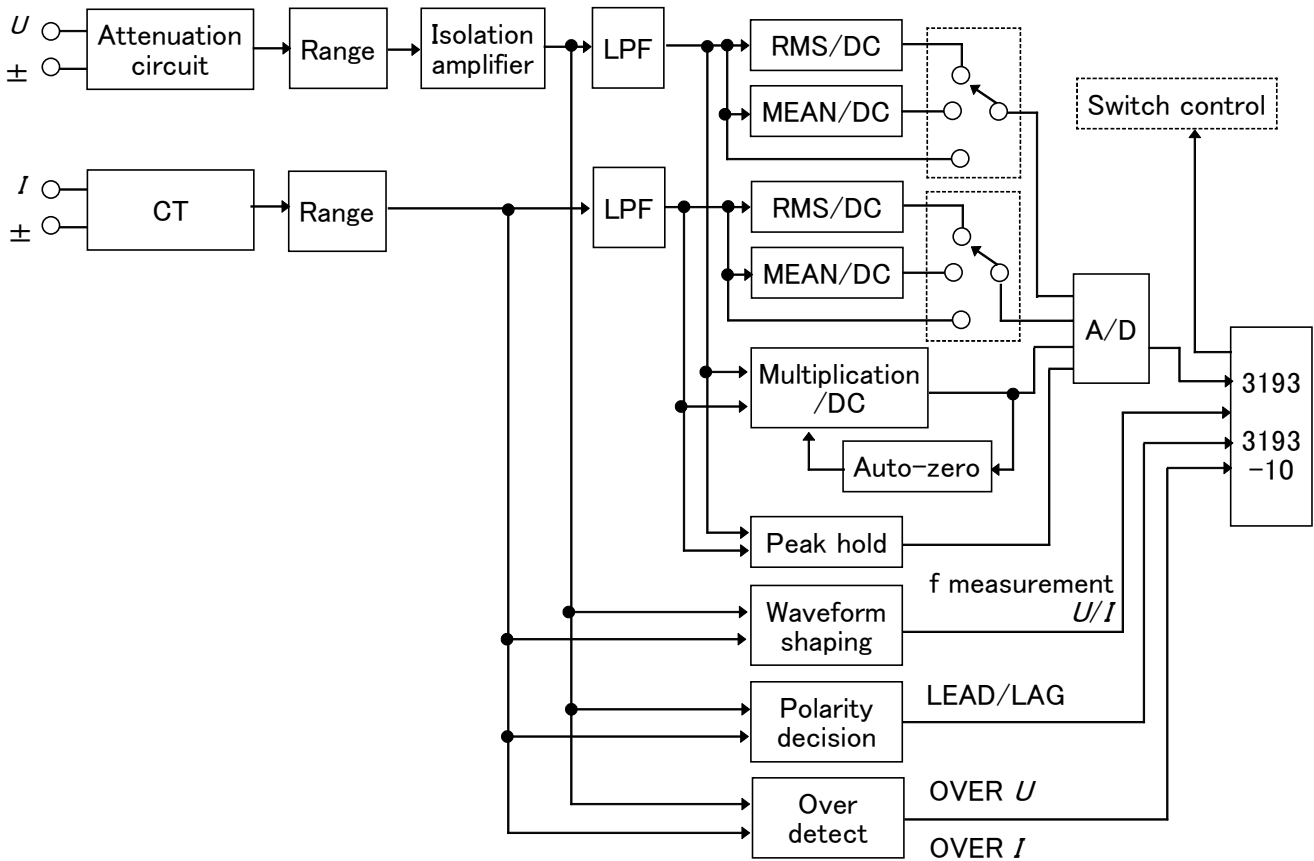 U
±
Attenuation
circuit
Range
Isolation
amplifier
LPF
RMS/DC
MEAN/DC
Switch control
I
±
CT
Range
LPF
RMS/DC
MEAN/DC
A/D
Multiplication
/DC
Auto-zero
3193
3193
-10
Peak hold
f measurement
U/I
Waveform
shaping
LEAD/LAG
Polarity
decision
OVER U
Over
detect
OVER I